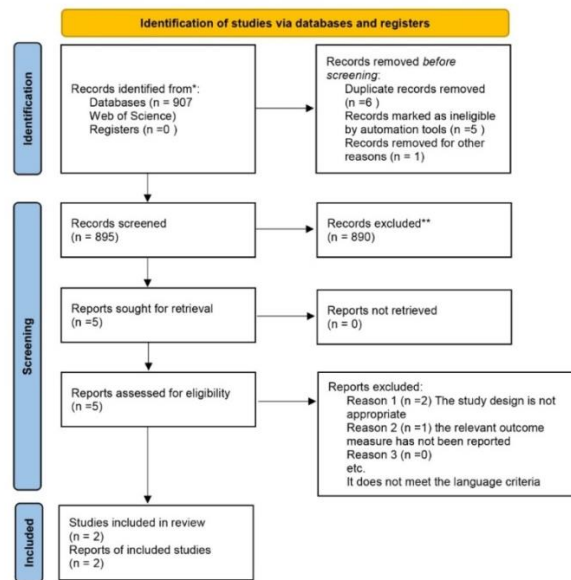 Identification of studies via databases and registers
Identification
Records identified from*:
Databases (n = 907
Web of Science)
Registers (n =0 )
Records removed before
screening:
Duplicate records removed
(n =6 )
Records marked as ineligible
by automation tools (n =5 )
Records removed for other
reasons (n = 1)
Screening
Records screened
(n = 895)
Records excluded**
(n = 890)
Reports sought for retrieval
(n =5)
Reports not retrieved
(n = 0)
Reports assessed for eligibility
(n =5)
Reports excluded:
Reason 1 (n =2) The study design is not
appropriate
Reason 2 (n =1) the relevant outcome
measure has not been reported
Reason 3 (n =0)
etc.
It does not meet the language criteria
Included
Studies included in review
(n = 2)
Reports of included studies
(n = 2)